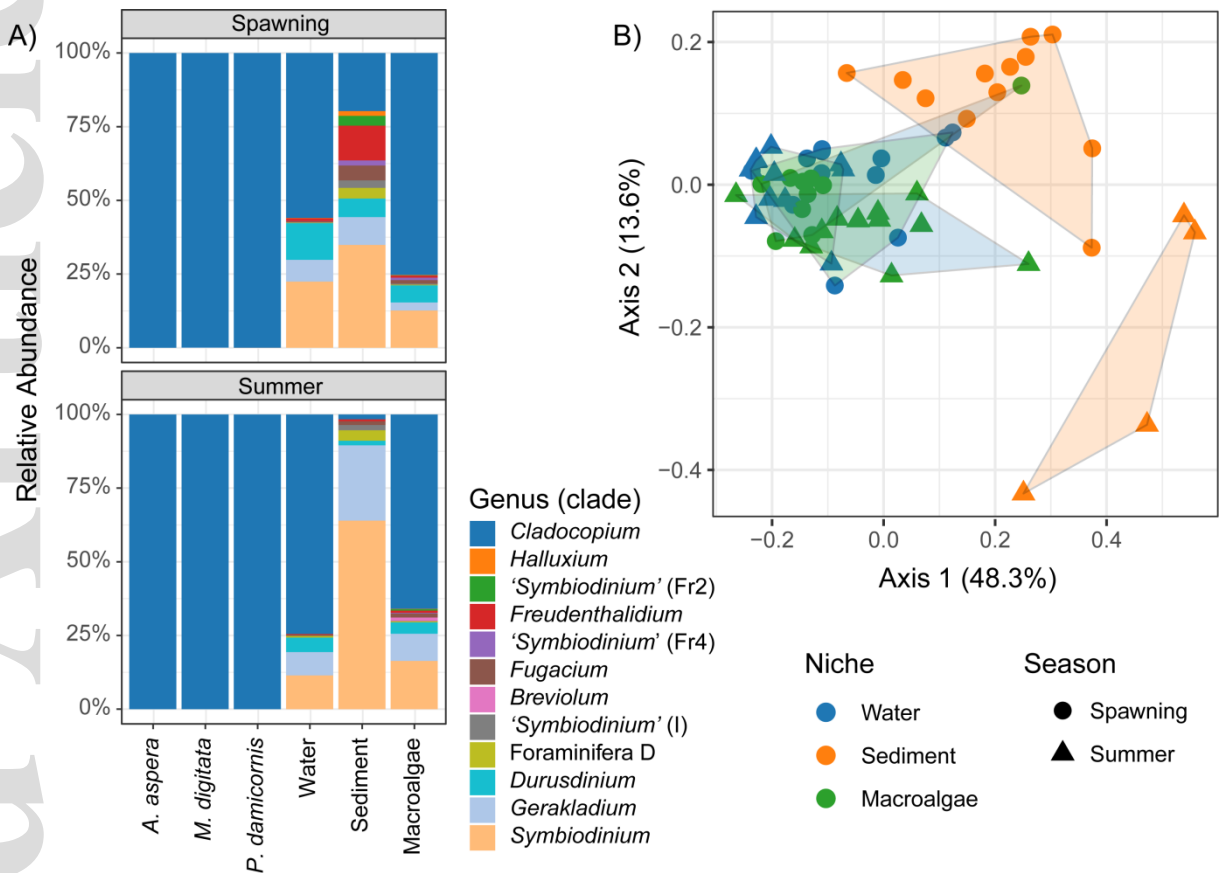 A)
Spawning
100%
75%
50%
25%
0%
Summer
100%
75%
50%
25%
0%
Relative Abundance
A. aspera
M. digitata
P. damicornis
Water
Sediment
Macroalgae
Genus (clade)
Cladocopium
Halluxium
‘Symbiodinium’ (Fr2)
Freudenthalidium
‘Symbiodinium’ (Fr4)
Fugacium
Breviolum
‘Symbiodinium’ (I)
Foraminifera D
Durusdinium
Gerakladium
Symbiodinium
B)
0.2
0.0
−0.2
−0.4
Axis 2 (13.6%)
−0.2 0.0 0.2 0.4
Axis 1 (48.3%)
Niche
Water
Sediment
Macroalgae
Season
Spawning
Summer